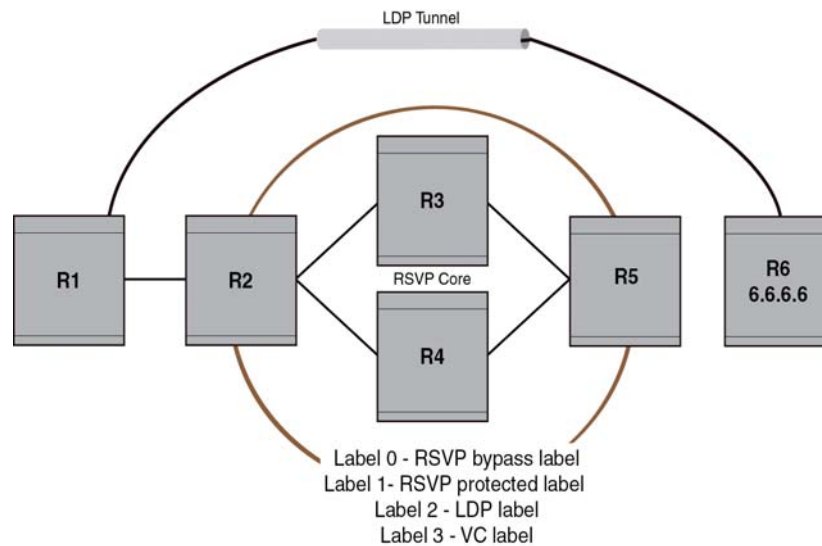 LDP Tunnel
R3
R1
R2
RSVP Core
R5
R6
6.6.6.6
R4
Label 0 - RSVP bypass label
Label 1- RSVP protected label
Label 2 - LDP label
Label 3 - VC label